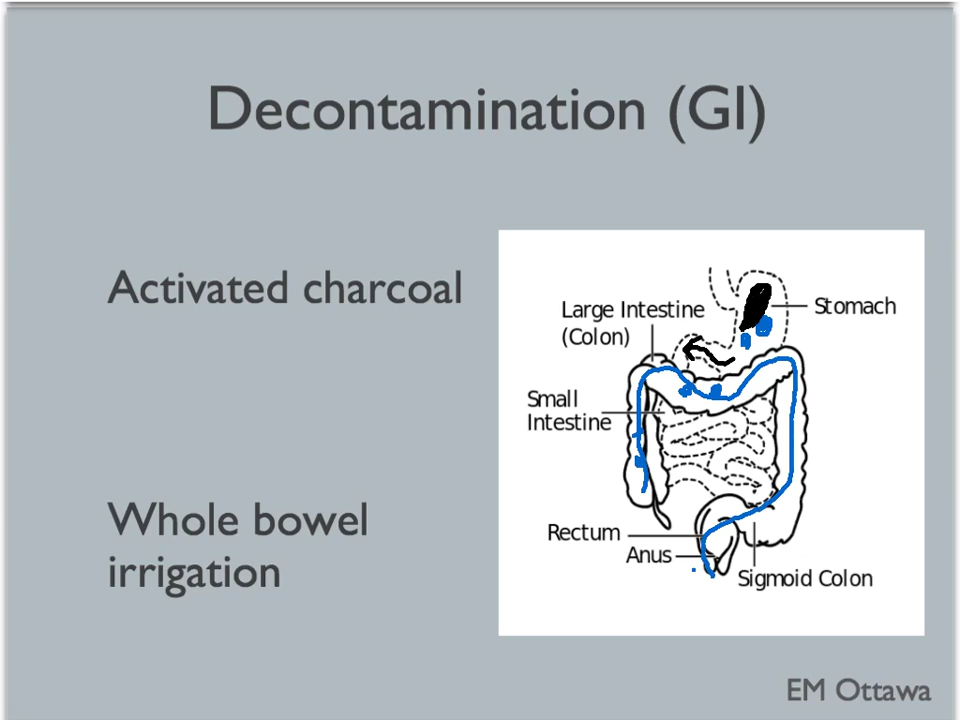 Decontamination (GI)
Activated charcoal
Large Intestine
(Colon)
Stomach
Small
Intestine
Whole bowel
irrigation
Rectum
Anus
Sigmoid Colon
EM Ottawa